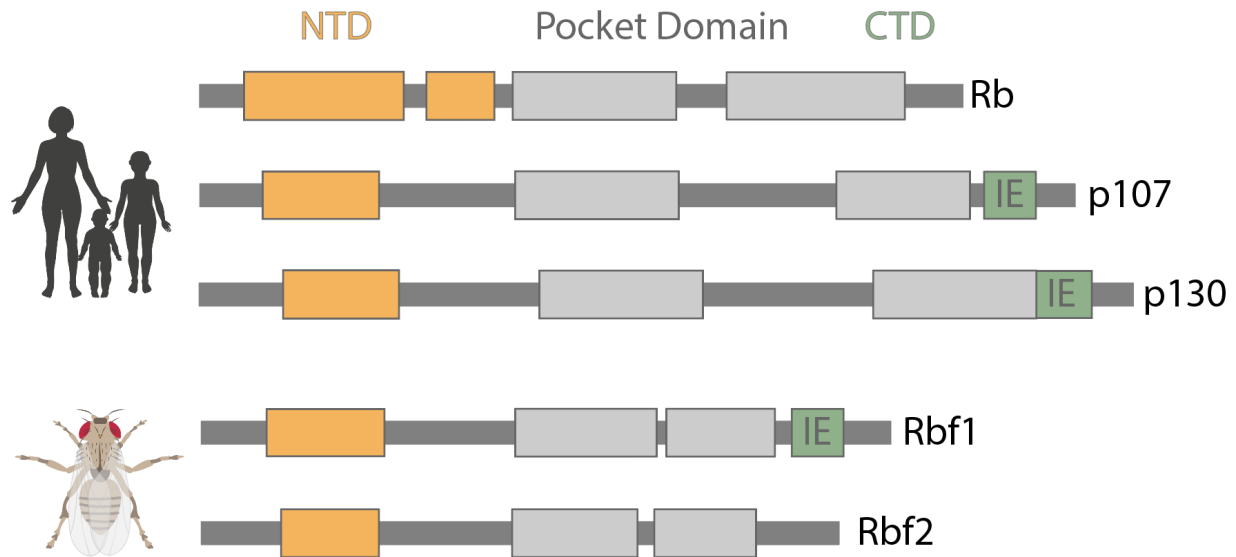 NTD Pocket Domain CTD
Rb
IE p107
IE p130
IE Rbf1
Rbf2